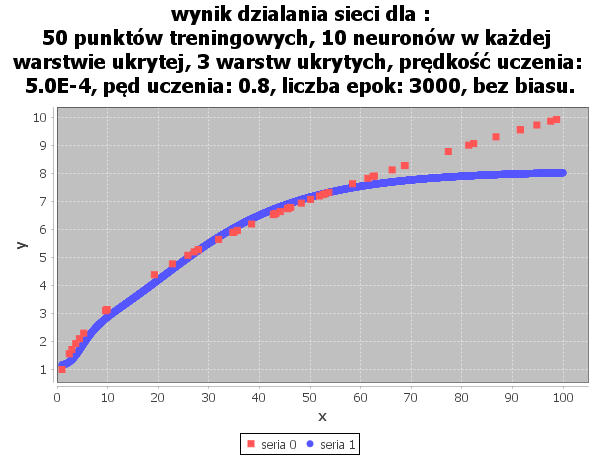 wynik dzialania sieci dla :
50 punktów treningowych, 10 neuronów w każdej
warstwie ukrytej, 3 warstw ukrytych, prędkość uczenia:
5.0E-4, pęd uczenia: 0.8, liczba epok: 3000, bez biasu.
10
9
8
7
6
5
4
3
2
1
y
0 10 20 30 40 50 60 70 80 90 100
x
seria 0 seria 1